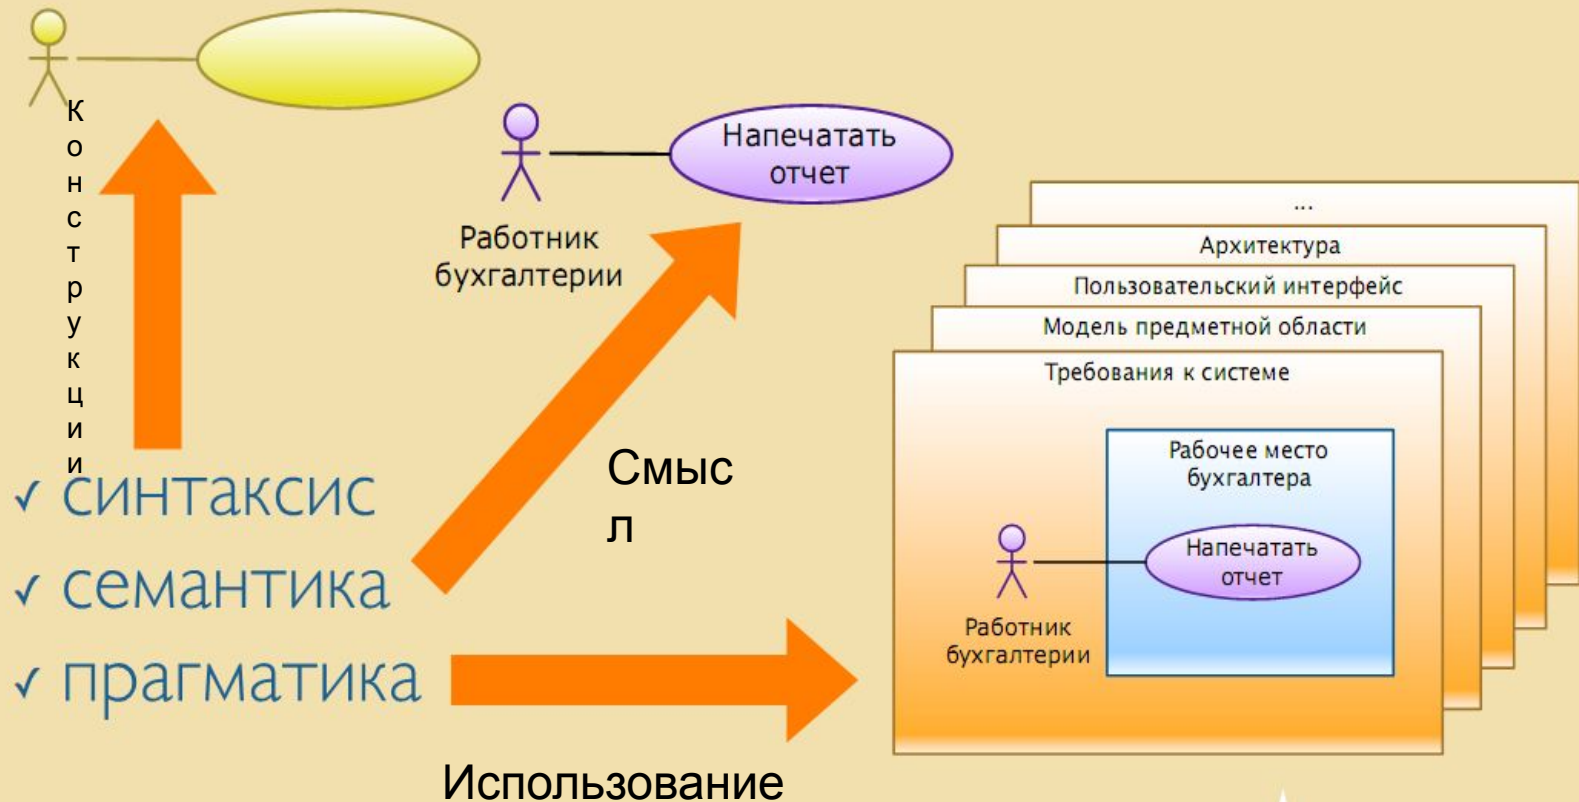 Конструкции
Напечатать
отчет
Работник
бухгалтерии
...
Архитектура
Пользовательский интерфейс
Модель предметной области
Требования к системе
Рабочее место
бухгалтера
Напечатать
отчет
Работник
бухгалтерии
Смыс
л
✓ синтаксис
✓ семантика
✓ прагматика
Использование